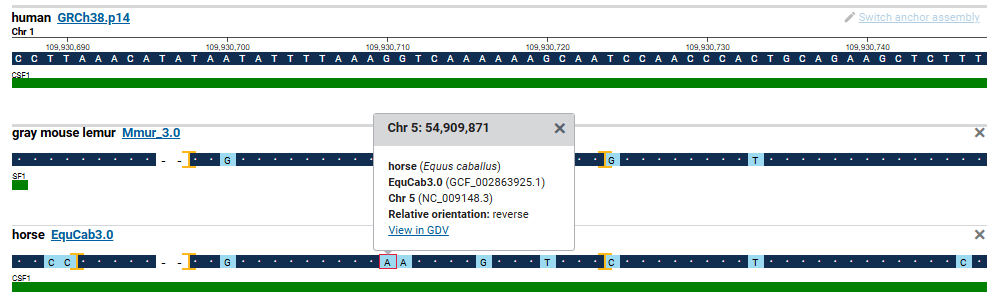 human GRCh38.p14
Switch anchor assembly
Chr 1
109,930,690 109,930,700 109,930,710 109,930,720 109,930,730 109,930,740
C C T T A A A C A T A T A A T A T T T T A A A G G T C A A A A A A G C A A T C C A A C C C A C T G C A G A A G C T C T T T
CSF1
gray mouse lemur Mmur_3.0
- - G G T
SF1
Chr 5: 54,909,871
horse (Equus caballus)
EquCab3.0 (GCF_002863925.1)
Chr 5 (NC_009148.3)
Relative orientation: reverse
View in GDV
horse EquCab3.0
C C - - G A A G T C T C
CSF1